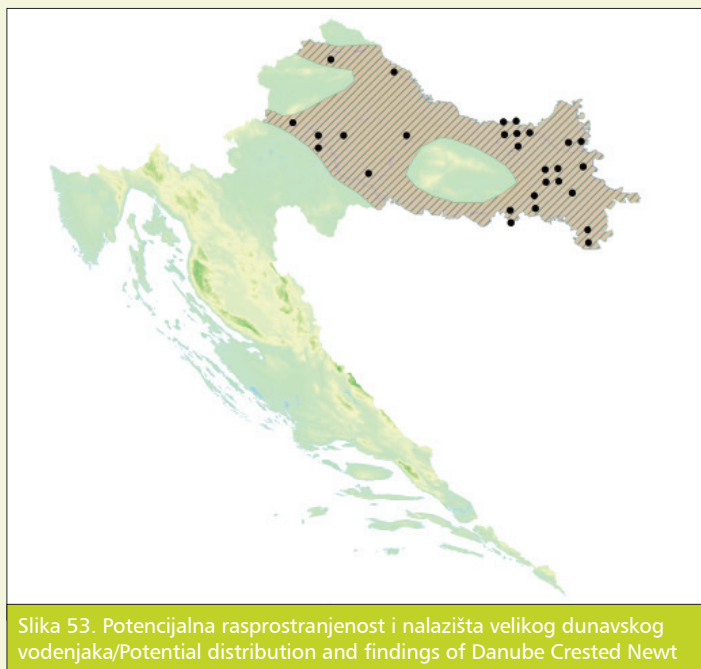 Slika 53. Potencijalna rasprostranjenost i nalazišta velikog dunavskog
vodenjaka/Potential distribution and findings of Danube Crested Newt